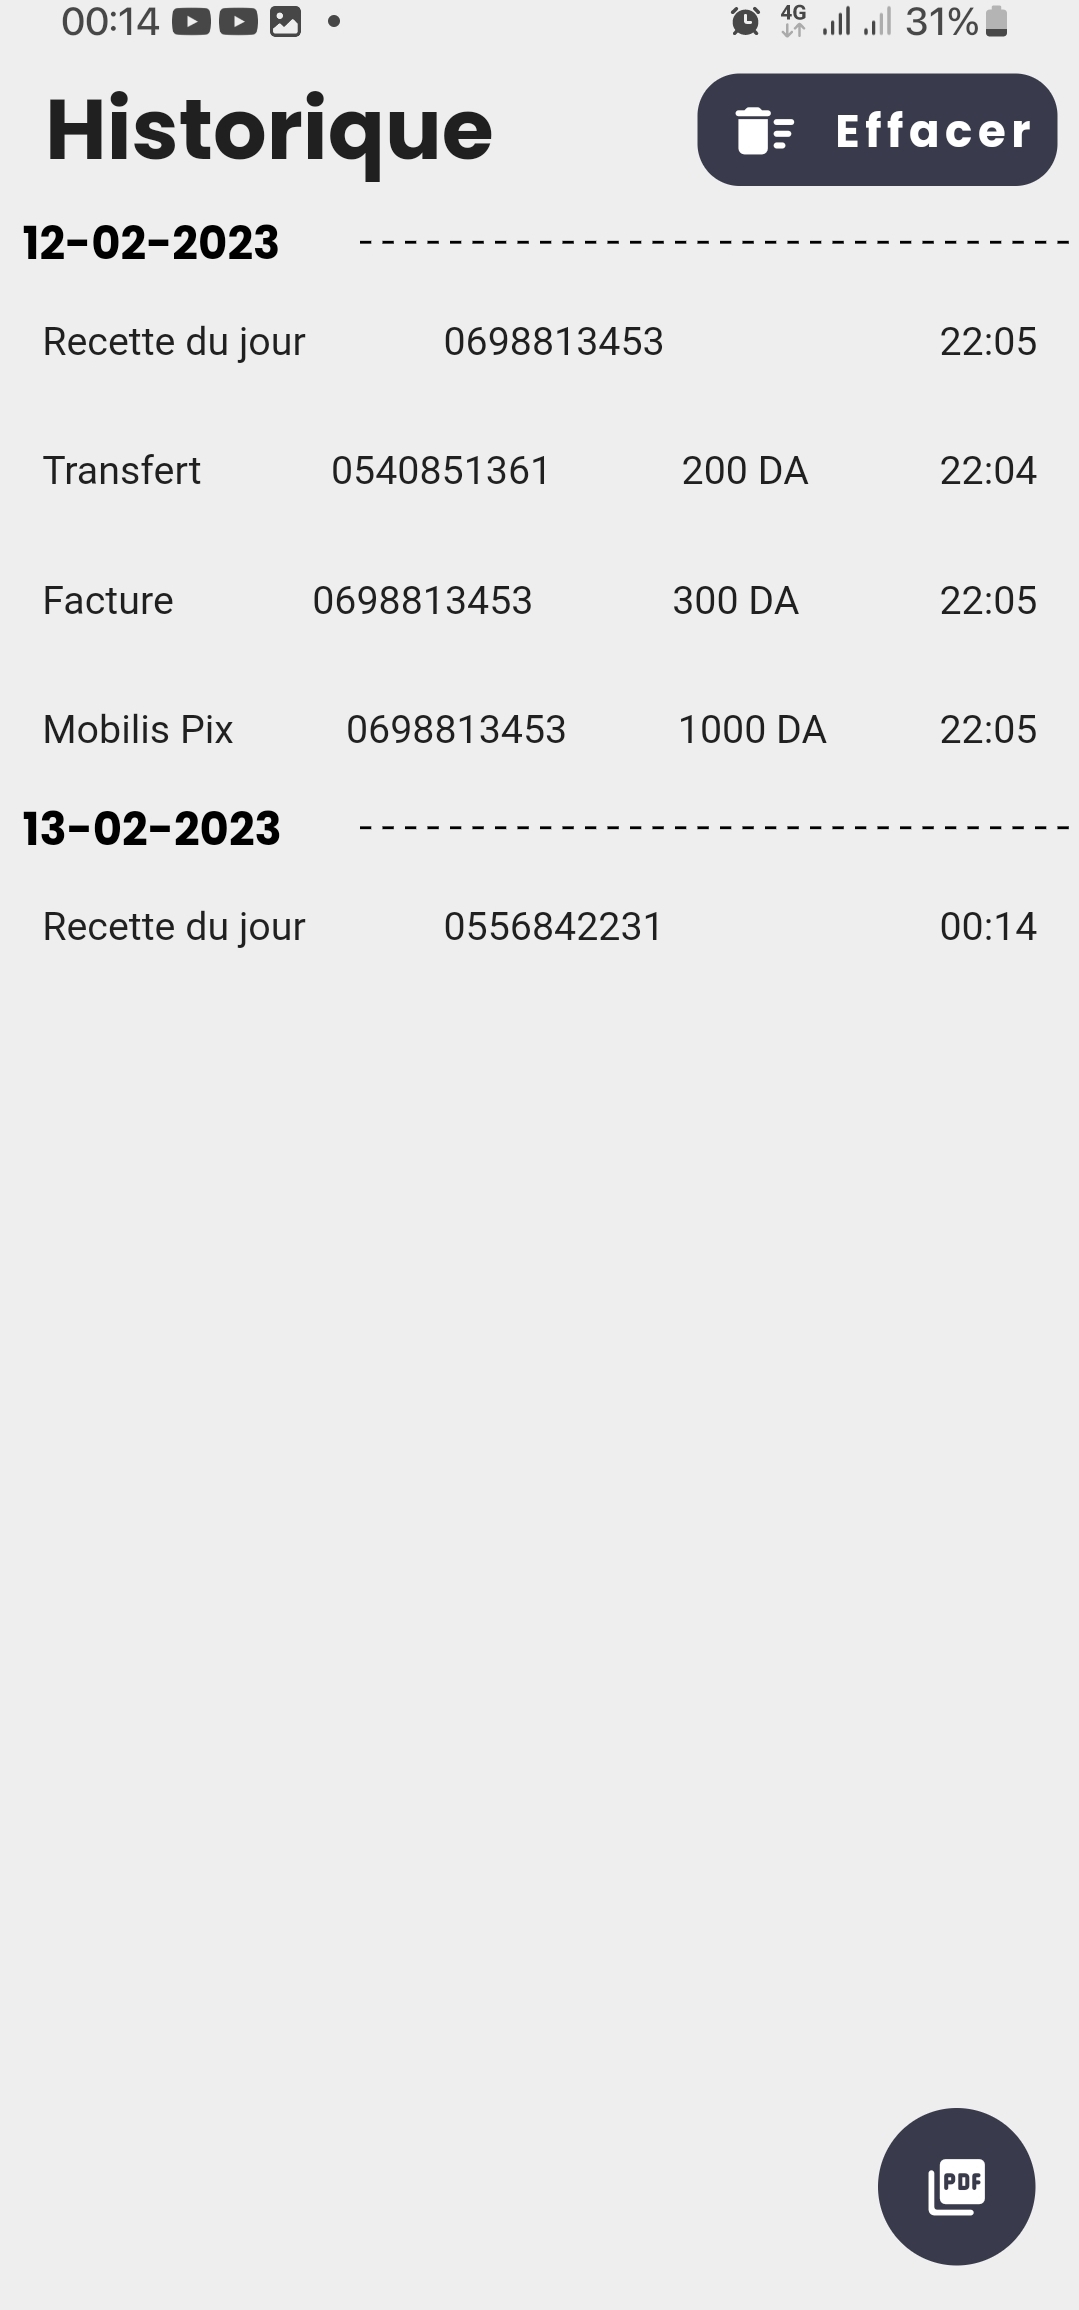 00:14 4G 31%
Historique Effacer
12-02-2023
Recette du jour 0698813453 22:05
Transfert 0540851361 200 DA 22:04
Facture 0698813453 300 DA 22:05
Mobilis Pix 0698813453 1000 DA 22:05
13-02-2023
Recette du jour 0556842231 00:14
PDF